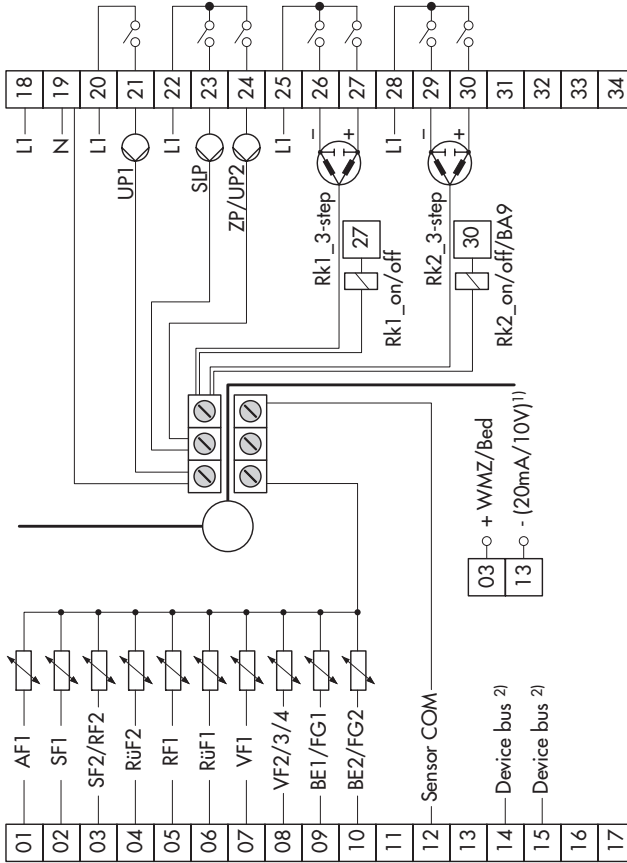 18
19
20
21
22
23
24
25
26
27
28
29
30
31
32
33
34
L1
N
L1
UP1
L1
SLP
ZP/UP2
L1
– +
Rk1_3-step
27
Rk1_on/off
L1
– +
Rk2_3-step
30
Rk2_on/off/BA9
03 + WMZ/Bed
13 - (20mA/10V)1)
01 AF1
02 SF1
03 SF2/RF2
04 RüF2
05 RF1
06 RüF1
07 VF1
08 VF2/3/4
09 BE1/FG1
10 BE2/FG2
11
12 Sensor COM
13
14 Device bus 2)
15 Device bus 2)
16
17